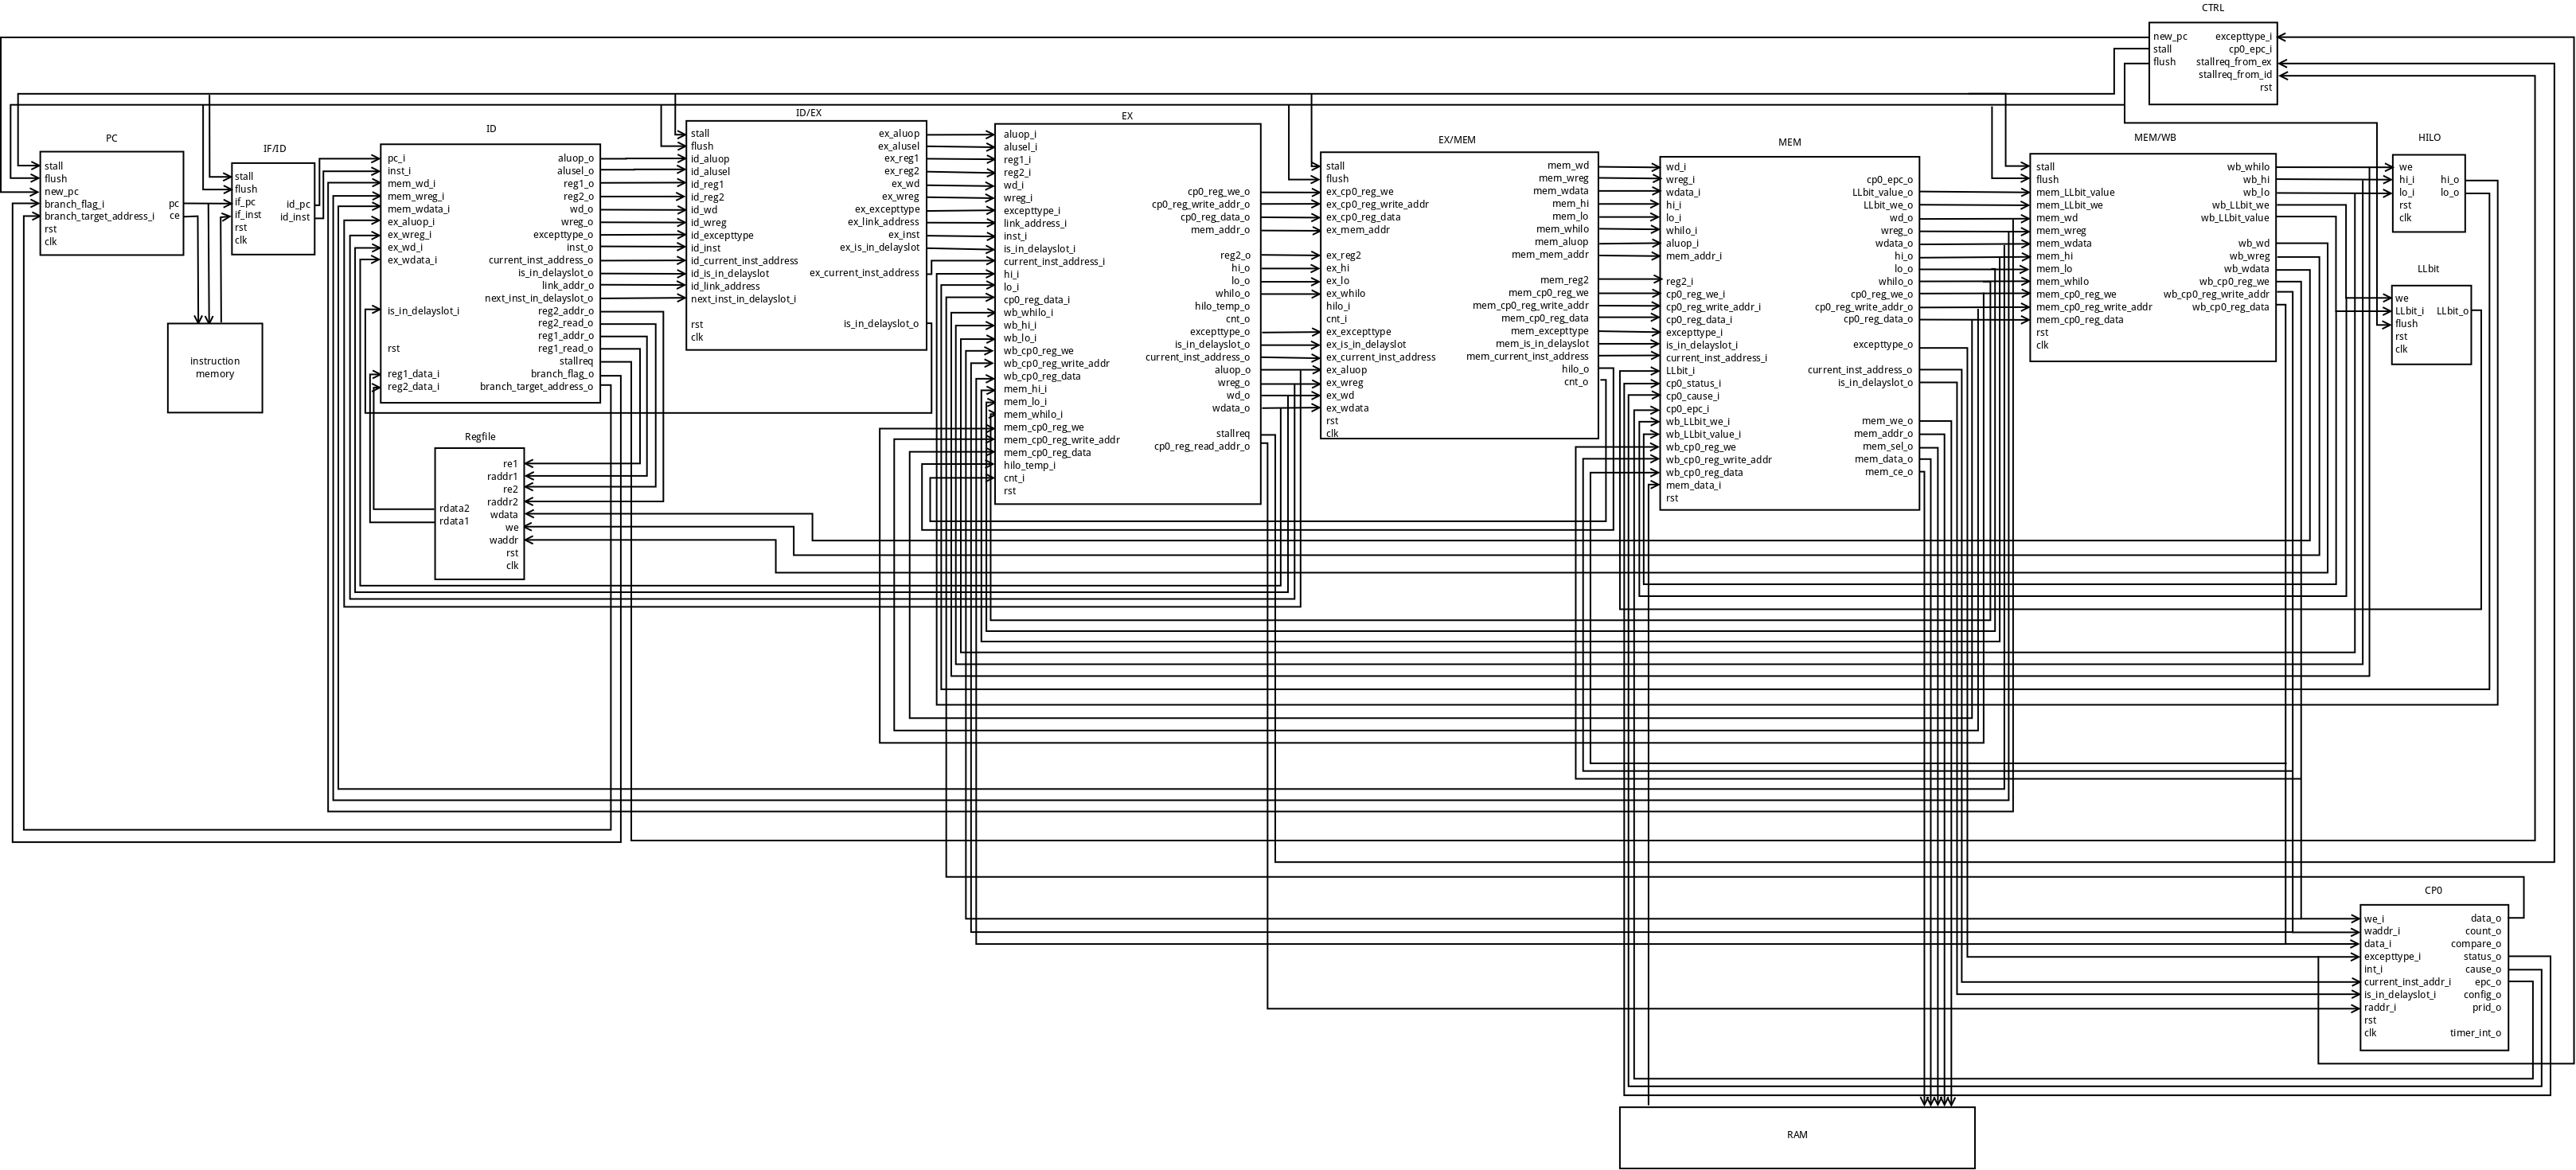 CTRL
new_pc
stall
flush
excepttype_i
cp0_epc_i
stallreq_from_ex
stallreq_from_id
rst
PC
stall
flush
new_pc
branch_flag_i
branch_target_address_i
rst
clk
pc
ce
IF/ID
stall
flush
if_pc
if_inst
rst
clk
id_pc
id_inst
instruction
memory
ID
pc_i
inst_i
mem_wd_i
mem_wreg_i
mem_wdata_i
ex_aluop_i
ex_wreg_i
ex_wd_i
ex_wdata_i
is_in_delayslot_i
rst
reg1_data_i
reg2_data_i
aluop_o
alusel_o
reg1_o
reg2_o
wd_o
wreg_o
excepttype_o
inst_o
current_inst_address_o
is_in_delayslot_o
link_addr_o
next_inst_in_delayslot_o
reg2_addr_o
reg2_read_o
reg1_addr_o
reg1_read_o
stallreq
branch_flag_o
branch_target_address_o
Regfile
re1
raddr1
re2
raddr2
wdata
we
waddr
rst
clk
rdata2
rdata1
ID/EX
stall
flush
id_aluop
id_alusel
id_reg1
id_reg2
id_wd
id_wreg
id_excepttype
id_inst
id_current_inst_address
id_is_in_delayslot
id_link_address
next_inst_in_delayslot_i
rst
clk
ex_aluop
ex_alusel
ex_reg1
ex_reg2
ex_wd
ex_wreg
ex_excepttype
ex_link_address
ex_inst
ex_is_in_delayslot
ex_current_inst_address
is_in_delayslot_o
EX
aluop_i
alusel_i
reg1_i
reg2_i
wd_i
wreg_i
excepttype_i
link_address_i
inst_i
is_in_delayslot_i
current_inst_address_i
hi_i
lo_i
cp0_reg_data_i
wb_whilo_i
wb_hi_i
wb_lo_i
wb_cp0_reg_we
wb_cp0_reg_write_addr
wb_cp0_reg_data
mem_hi_i
mem_lo_i
mem_whilo_i
mem_cp0_reg_we
mem_cp0_reg_write_addr
mem_cp0_reg_data
hilo_temp_i
cnt_i
rst
cp0_reg_we_o
cp0_reg_write_addr_o
cp0_reg_data_o
mem_addr_o
reg2_o
hi_o
lo_o
whilo_o
hilo_temp_o
cnt_o
excepttype_o
is_in_delayslot_o
current_inst_address_o
aluop_o
wreg_o
wd_o
wdata_o
stallreq
cp0_reg_read_addr_o
EX/MEM
stall
flush
ex_cp0_reg_we
ex_cp0_reg_write_addr
ex_cp0_reg_data
ex_mem_addr
ex_reg2
ex_hi
ex_lo
ex_whilo
hilo_i
cnt_i
ex_excepttype
ex_is_in_delayslot
ex_current_inst_address
ex_aluop
ex_wreg
ex_wd
ex_wdata
rst
clk
mem_wd
mem_wreg
mem_wdata
mem_hi
mem_lo
mem_whilo
mem_aluop
mem_mem_addr
mem_reg2
mem_cp0_reg_we
mem_cp0_reg_write_addr
mem_cp0_reg_data
mem_excepttype
mem_is_in_delayslot
mem_current_inst_address
hilo_o
cnt_o
MEM
wd_i
wreg_i
wdata_i
hi_i
lo_i
whilo_i
aluop_i
mem_addr_i
reg2_i
cp0_reg_we_i
cp0_reg_write_addr_i
cp0_reg_data_i
excepttype_i
is_in_delayslot_i
current_inst_address_i
LLbit_i
cp0_status_i
cp0_cause_i
cp0_epc_i
wb_LLbit_we_i
wb_LLbit_value_i
wb_cp0_reg_we
wb_cp0_reg_write_addr
wb_cp0_reg_data
mem_data_i
rst
cp0_epc_o
LLbit_value_o
LLbit_we_o
wd_o
wreg_o
wdata_o
hi_o
lo_o
whilo_o
cp0_reg_we_o
cp0_reg_write_addr_o
cp0_reg_data_o
excepttype_o
current_inst_address_o
is_in_delayslot_o
mem_we_o
mem_addr_o
mem_sel_o
mem_data_o
mem_ce_o
MEM/WB
stall
flush
mem_LLbit_value
mem_LLbit_we
mem_wd
mem_wreg
mem_wdata
mem_hi
mem_lo
mem_whilo
mem_cp0_reg_we
mem_cp0_reg_write_addr
mem_cp0_reg_data
rst
clk
wb_whilo
wb_hi
wb_lo
wb_LLbit_we
wb_LLbit_value
wb_wd
wb_wreg
wb_wdata
wb_cp0_reg_we
wb_cp0_reg_write_addr
wb_cp0_reg_data
HILO
we
hi_i
lo_i
rst
clk
hi_o
lo_o
LLbit
we
LLbit_i
flush
rst
clk
LLbit_o
CP0
we_i
waddr_i
data_i
excepttype_i
int_i
current_inst_addr_i
is_in_delayslot_i
raddr_i
rst
clk
data_o
count_o
compare_o
status_o
cause_o
epc_o
config_o
prid_o
timer_int_o
RAM